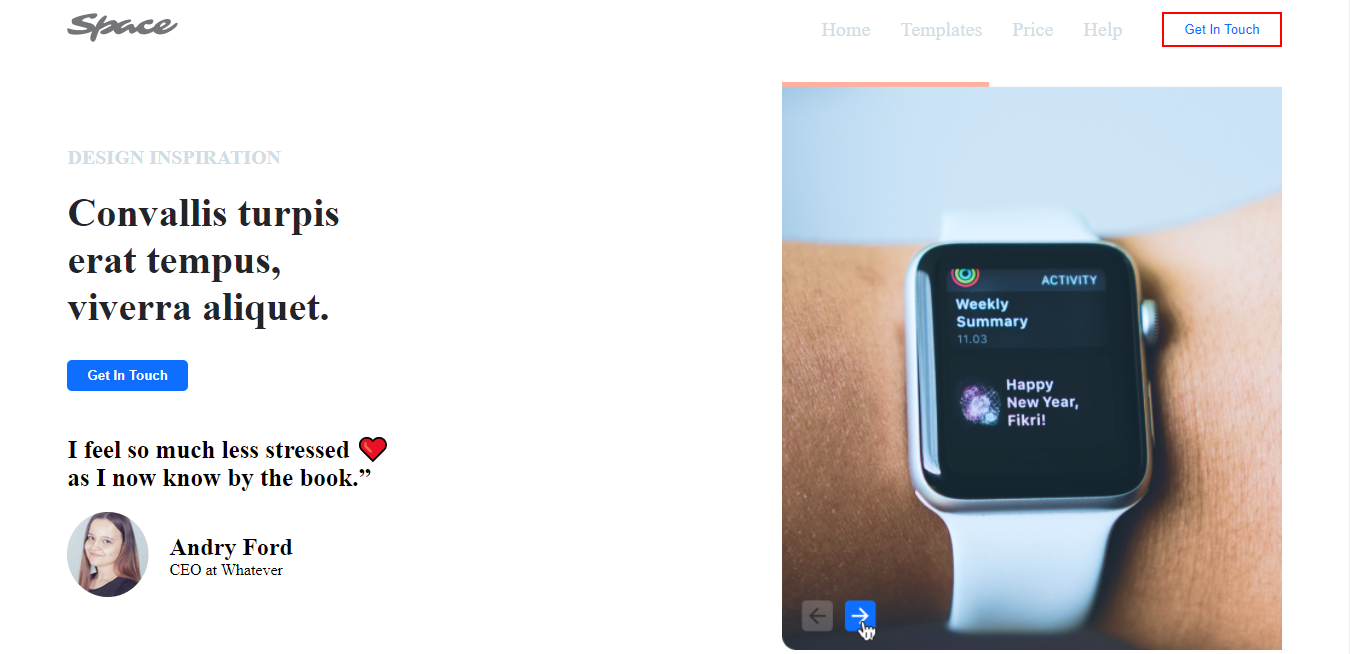 Space
Home Templates Price Help Get In Touch
DESIGN INSPIRATION
Convallis turpis
erat tempus,
viverra aliquet.
Get In Touch
I feel so much less stressed ❤
as I now know by the book.”
Andry Ford
CEO at Whatever
ACTIVITY
Weekly
Summary
11.03
Happy
New Year,
Fikri!